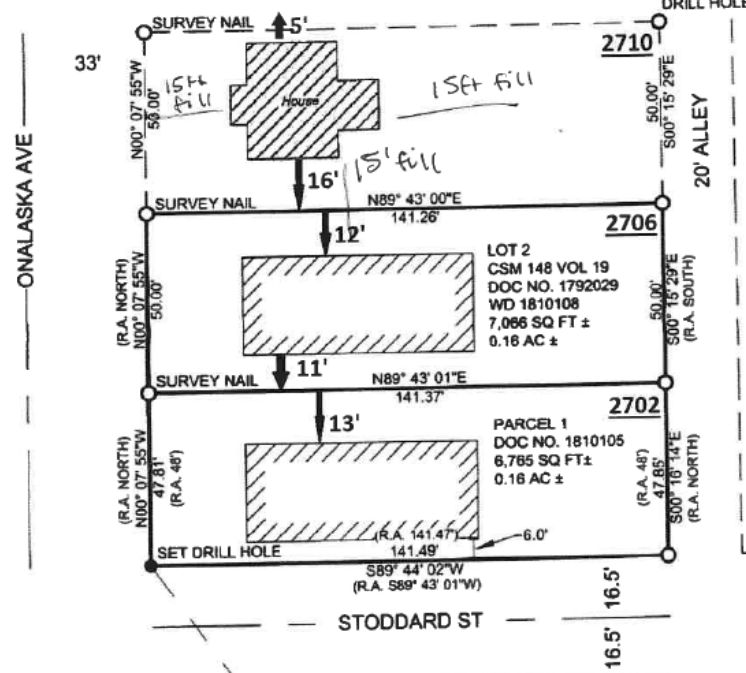 DRILL HOLE
SURVEY NAIL
5'
2710
33'
N00° 07' 55"W
50.00'
15ft
fill
House
15ft fill
50.00'
S00° 15' 29"E
20' ALLEY
ONALASKA AVE
16'
15' fill
SURVEY NAIL
N89° 43' 00"E
141.26'
2706
12'
LOT 2
CSM 148 VOL 19
DOC NO. 1792029
WD 1810108
7,066 SQ FT ±
0.16 AC ±
(R.A. NORTH)
N00° 07' 55"W
50.00'
50.00'
S00° 15' 29"E
(R.A. SOUTH)
11'
SURVEY NAIL
N89° 43' 01"E
141.37'
2702
13'
PARCEL 1
DOC NO. 1810105
6,765 SQ FT±
0.16 AC ±
(R.A. NORTH)
N00° 07' 55"W
47.81'
(R.A. 48')
(R.A. 48')
47.85'
S00° 16' 14"E
(R.A. NORTH)
SET DRILL HOLE
(R.A. 141.47')
141.49'
6.0'
S89° 44' 02"W
(R.A. S89° 43' 01"W)
STODDARD ST
16.5'
16.5'